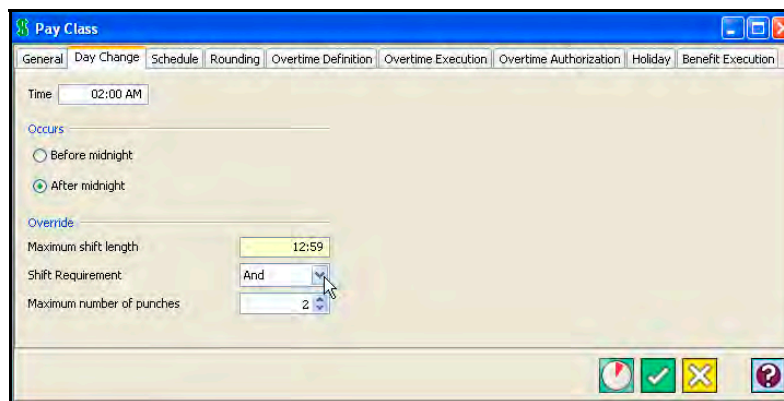 Pay Class
General Day Change Schedule Rounding Overtime Definition Overtime Execution Overtime Authorization Holiday Benefit Execution
Time 02:00 AM
Occurs
Before midnight
After midnight
Override
Maximum shift length 12:59
Shift Requirement And
Maximum number of punches 2
?